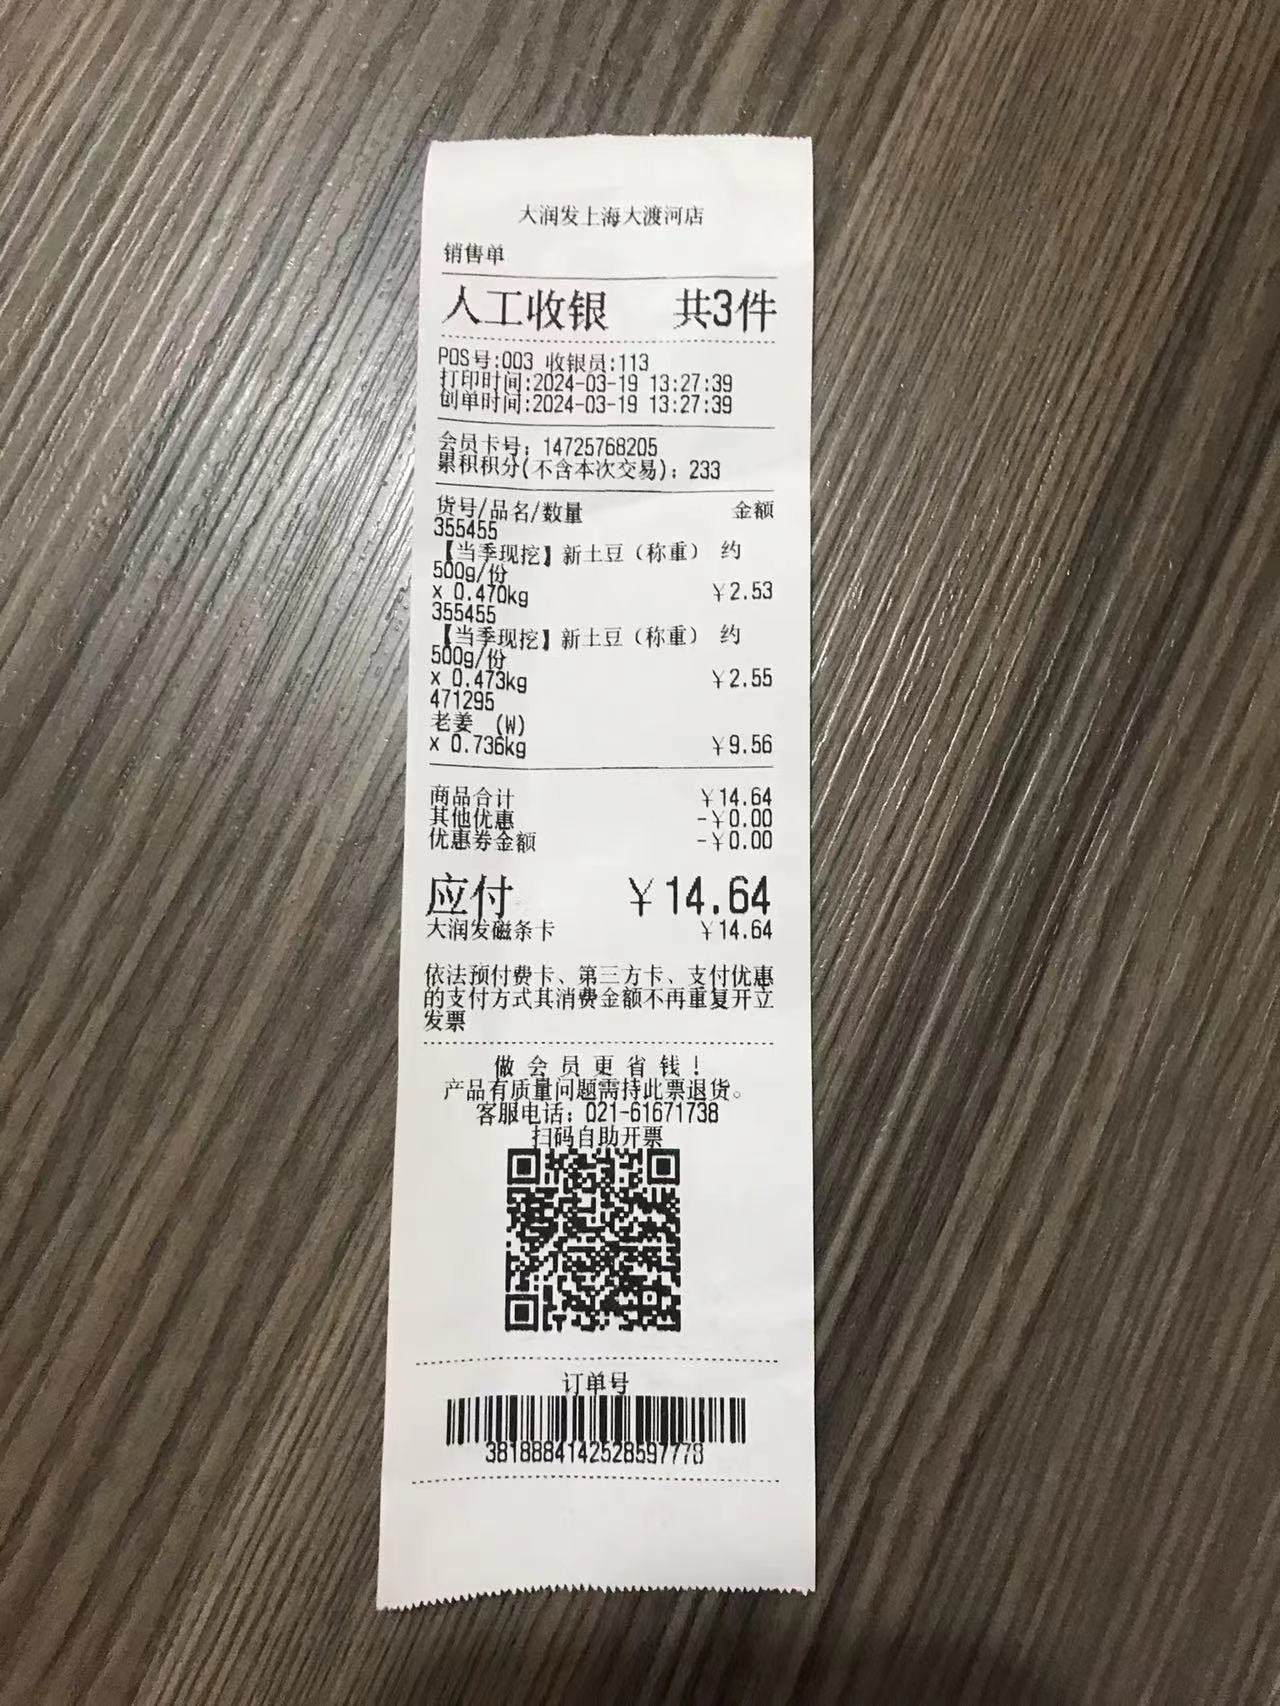 大润发上海大渡河店
销售单
人工收银 共3件
POS号:003 收银员:113
打印时间:2024-03-19 13:27:39
创单时间:2024-03-19 13:27:39
会员卡号: 14725768205
累积积分(不含本次交易): 233
货号/品名/数量 金额
355455
【当季现挖】新土豆（称重） 约
500g/份
x 0.470kg ¥2.53
355455
【当季现挖】新土豆（称重） 约
500g/份
x 0.473kg ¥2.55
471295
老姜 (W)
x 0.736kg ¥9.56
商品合计 ¥14.64
其他优惠 -¥0.00
优惠券金额 -¥0.00
应付 ¥14.64
大润发磁条卡 ¥14.64
依法预付费卡、第三方卡、支付优惠
的支付方式其消费金额不再重复开立
发票
做会员更省钱!
产品有质量问题需持此票退货。
客服电话: 021-61671738
扫码自助开票
订单号
3818884142528597778